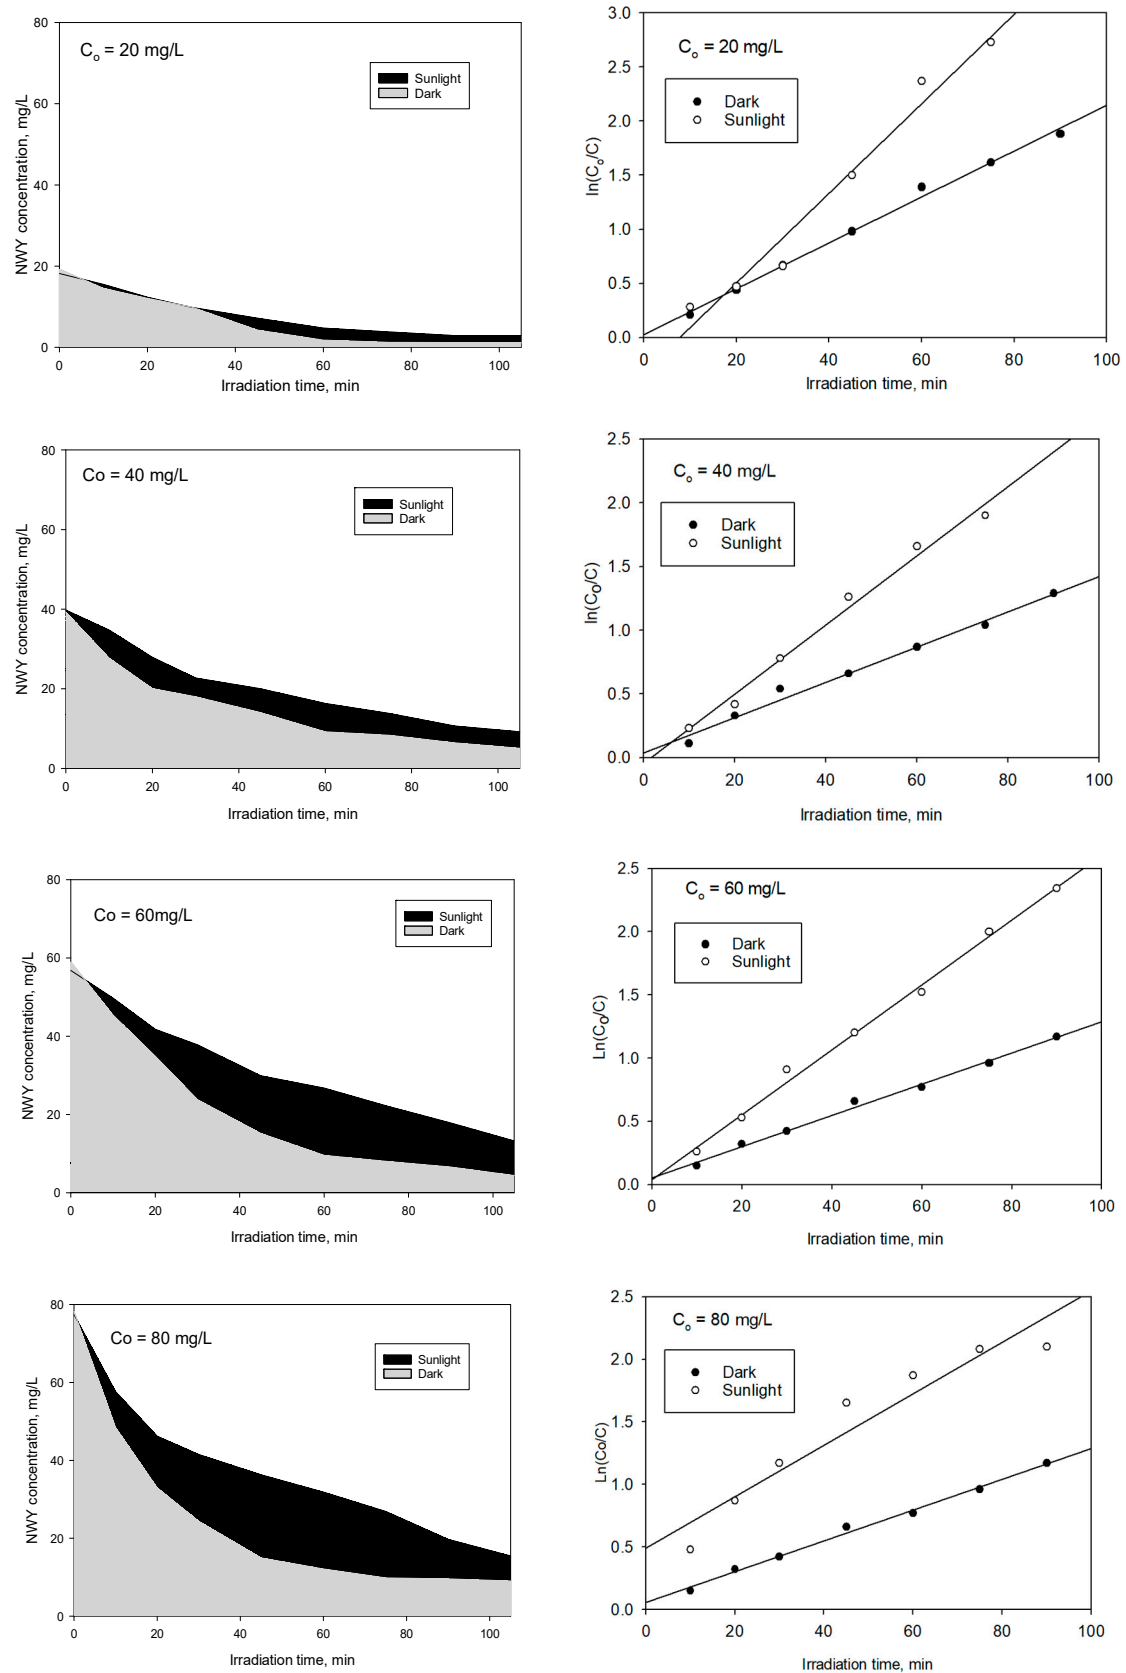 C₀ = 20 mg/L
Sunlight
Dark
NWY concentration, mg/L
80
60
40
20
0
0 20 40 60 80 100
Irradiation time, min
C₀ = 20 mg/L
Dark
Sunlight
ln(C₀/C)
3.0
2.5
2.0
1.5
1.0
0.5
0.0
0 20 40 60 80 100
Irradiation time, min
Co = 40 mg/L
Sunlight
Dark
NWY concentration, mg/L
80
60
40
20
0
0 20 40 60 80 100
Irradiation time, min
C₀ = 40 mg/L
Dark
Sunlight
ln(C₀/C)
2.5
2.0
1.5
1.0
0.5
0.0
0 20 40 60 80 100
Irradiation time, min
Co = 60mg/L
Sunlight
Dark
NWY concentration, mg/L
80
60
40
20
0
0 20 40 60 80 100
Irradiation time, min
C₀ = 60 mg/L
Dark
Sunlight
Ln(C₀/C)
2.5
2.0
1.5
1.0
0.5
0.0
0 20 40 60 80 100
Irradiation time, min
Co = 80 mg/L
Sunlight
Dark
NWY concentration, mg/L
80
60
40
20
0
0 20 40 60 80 100
Irradiation time, min
C₀ = 80 mg/L
Dark
Sunlight
Ln(Co/C)
2.5
2.0
1.5
1.0
0.5
0.0
0 20 40 60 80 100
Irradiation time, min